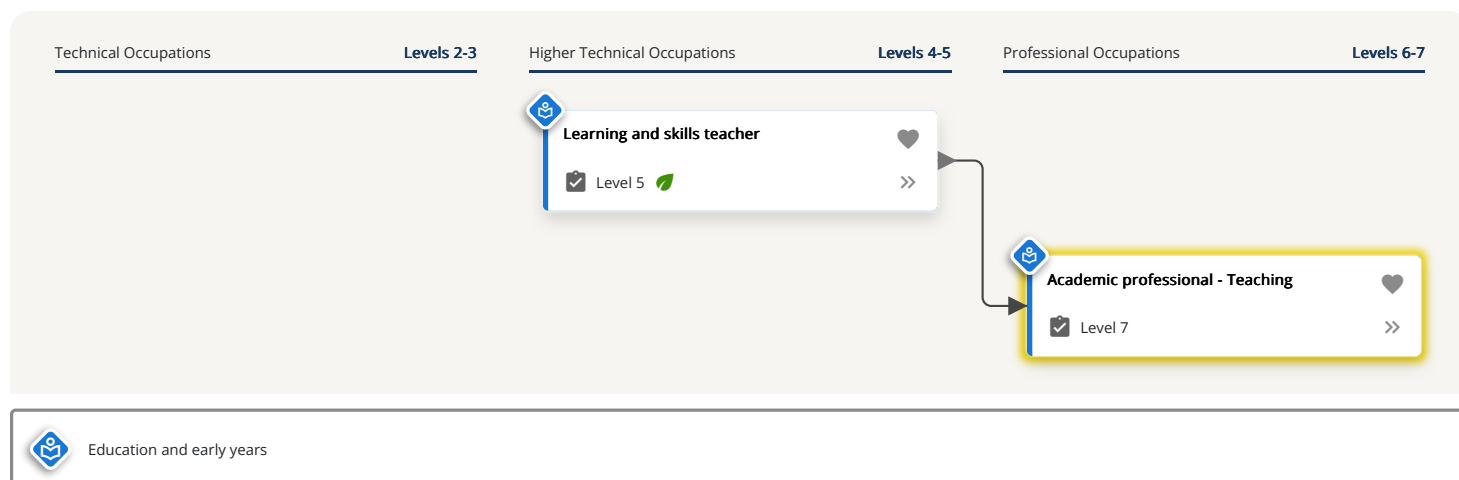 Technical Occupations Levels 2-3 Higher Technical Occupations Levels 4-5 Professional Occupations Levels 6-7
Learning and skills teacher
Level 5
Academic professional - Teaching
Level 7
Education and early years